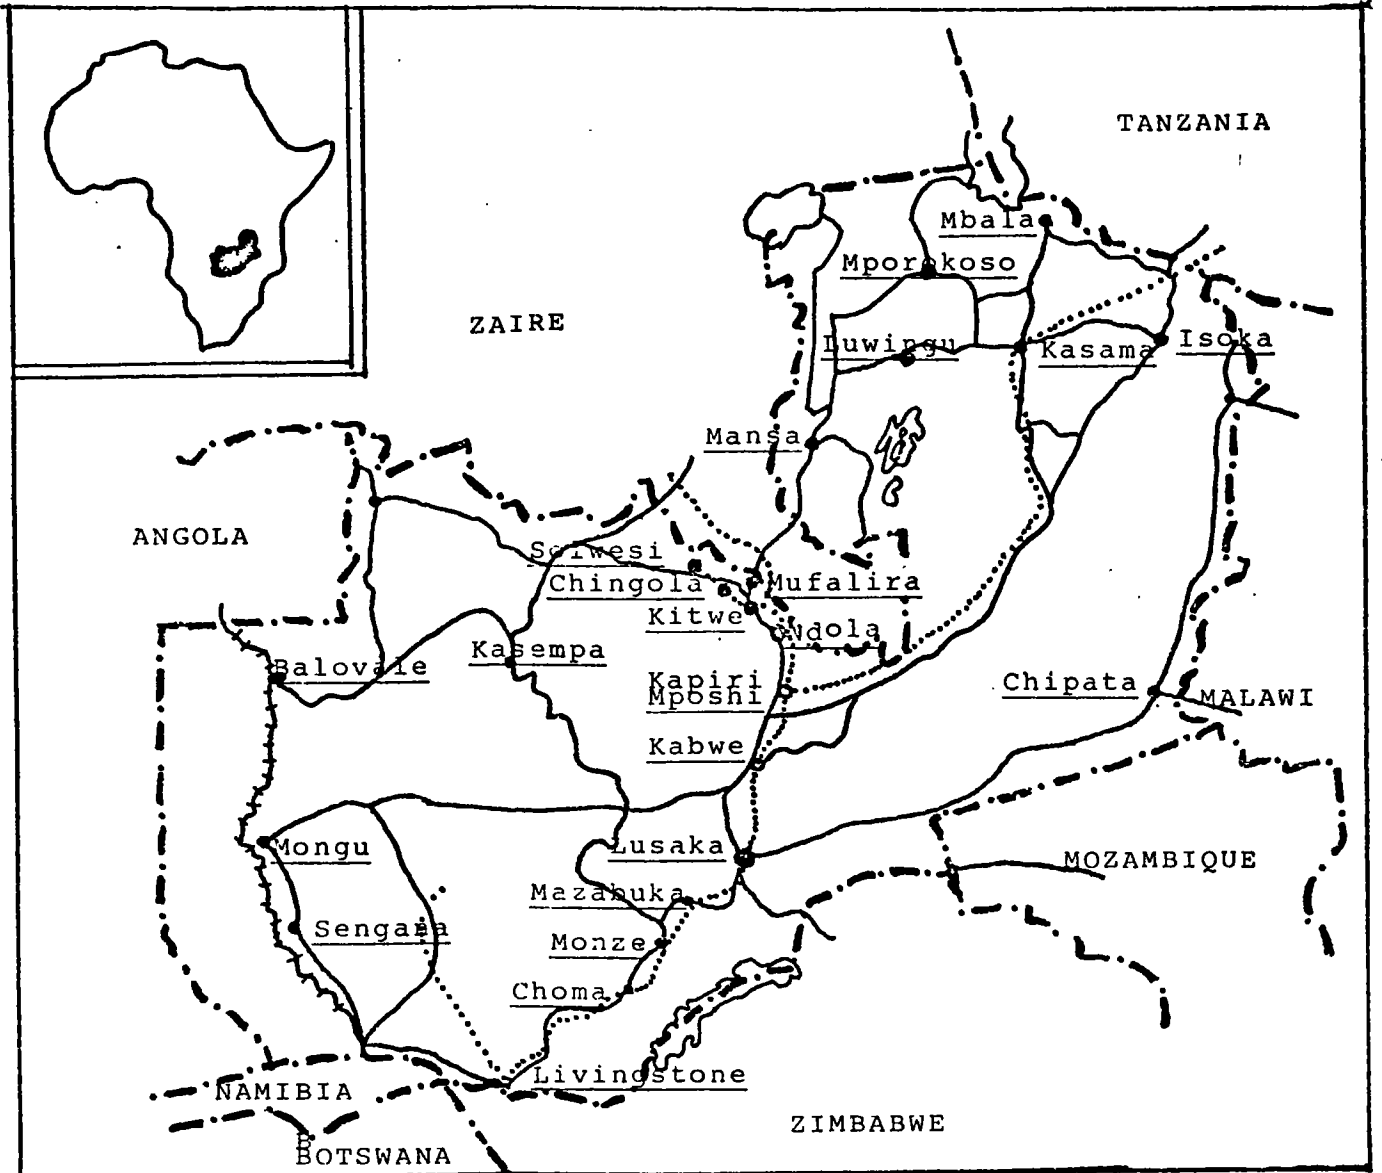 TANZANIA
Mbala
Mporokoso
ZAIRE
Luwingu
Kasama
Isoka
Mansa
ANGOLA
Solwesi
Chingola
Mufalira
Kitwe
Ndola
Kasempa
Balovale
Kapiri
Mposhi
Chipata
MALAWI
Kabwe
Mongu
Lusaka
MOZAMBIQUE
Mazabuka
Sengana
Monze
Choma
Livingstone
NAMIBIA
ZIMBABWE
BOTSWANA